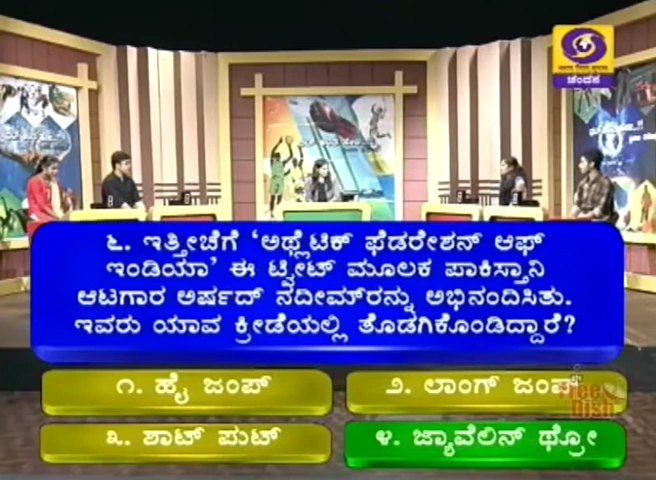 ಚಂದನ
೬. ಇತ್ತೀಚೆಗೆ ‘ಅಥ್ಲೆಟಿಕ್ ಫೆಡರೇಶನ್ ಆಫ್
ಇಂಡಿಯಾ’ ಈ ಟ್ವೀಟ್ ಮೂಲಕ ಪಾಕಿಸ್ತಾನಿ
ಆಟಗಾರ ಅರ್ಷದ್ ನದೀಮ್‌ರನ್ನು ಅಭಿನಂದಿಸಿತು.
ಇವರು ಯಾವ ಕ್ರೀಡೆಯಲ್ಲಿ ತೊಡಗಿಕೊಂಡಿದ್ದಾರೆ?
೧. ಹೈ ಜಂಪ್
೨. ಲಾಂಗ್ ಜಂಪ್
Free
Dish
೩. ಶಾಟ್ ಪುಟ್
೪. ಜ್ಯಾವೆಲಿನ್ ಥ್ರೋ